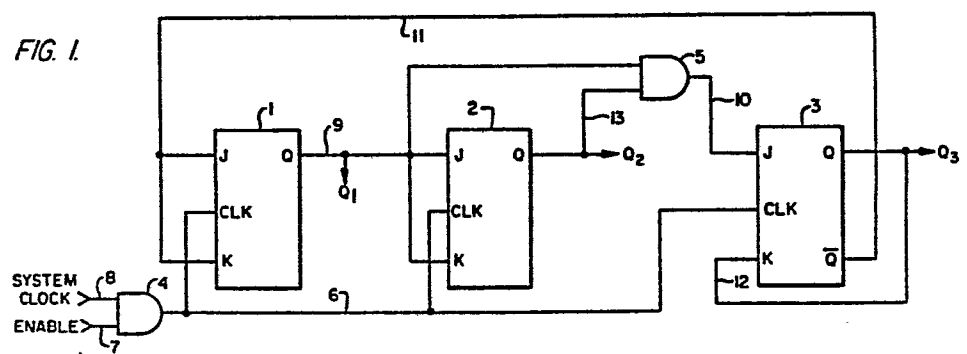 FIG. 1.
11
5
1
9
2
13
10
3
J Q
J Q
Q2
J Q
Q3
Q1
CLK
CLK
CLK
K
K
K Q̅
12
SYSTEM
CLOCK
8
4
6
ENABLE
7